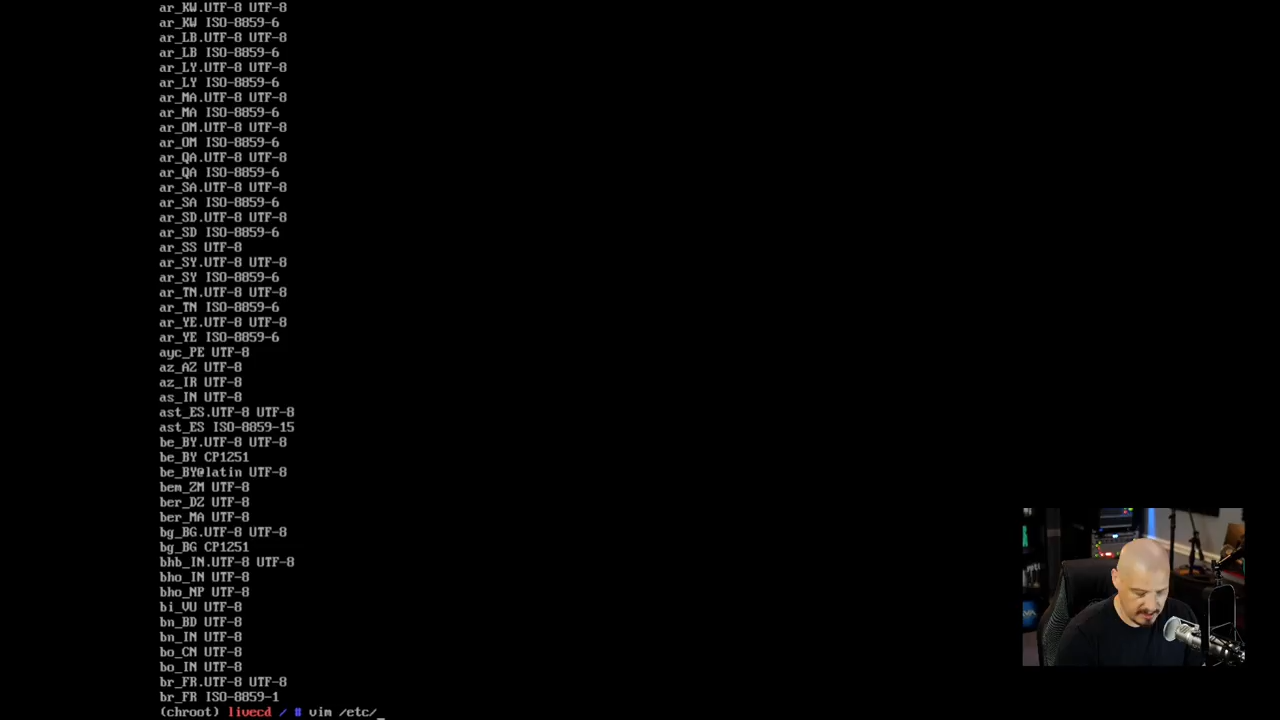 ar_KW.UTF-8 UTF-8
ar_KW ISO-8859-6
ar_LB.UTF-8 UTF-8
ar_LB ISO-8859-6
ar_LY.UTF-8 UTF-8
ar_LY ISO-8859-6
ar_MA.UTF-8 UTF-8
ar_MA ISO-8859-6
ar_OM.UTF-8 UTF-8
ar_OM ISO-8859-6
ar_QA.UTF-8 UTF-8
ar_QA ISO-8859-6
ar_SA.UTF-8 UTF-8
ar_SA ISO-8859-6
ar_SD.UTF-8 UTF-8
ar_SD ISO-8859-6
ar_SS UTF-8
ar_SY.UTF-8 UTF-8
ar_SY ISO-8859-6
ar_TN.UTF-8 UTF-8
ar_TN ISO-8859-6
ar_YE.UTF-8 UTF-8
ar_YE ISO-8859-6
ayc_PE UTF-8
az_AZ UTF-8
az_IR UTF-8
as_IN UTF-8
ast_ES.UTF-8 UTF-8
ast_ES ISO-8859-15
be_BY.UTF-8 UTF-8
be_BY CP1251
be_BY@latin UTF-8
bem_ZM UTF-8
ber_DZ UTF-8
ber_MA UTF-8
bg_BG.UTF-8 UTF-8
bg_BG CP1251
bhb_IN.UTF-8 UTF-8
bho_IN UTF-8
bho_NP UTF-8
bi_VU UTF-8
bn_BD UTF-8
bn_IN UTF-8
bo_CN UTF-8
bo_IN UTF-8
br_FR.UTF-8 UTF-8
br_FR ISO-8859-1
(chroot) livecd / # vim /etc/_